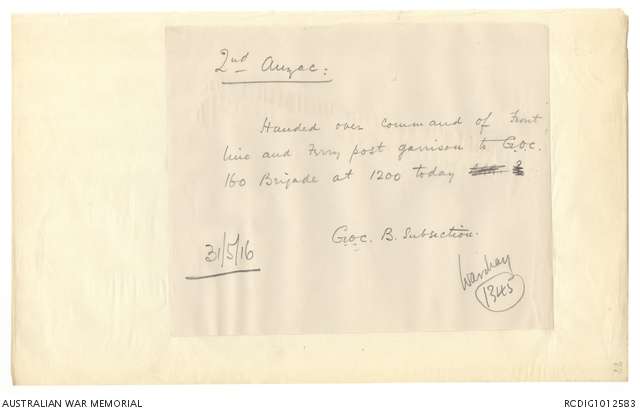 2nd Anzac:
Handed over command of Front
line and Ferry post garrison to G.O.C.
160 Brigade at 1200 today
G.O.C. B. Subsection.
31/5/16
1345
AUSTRALIAN WAR MEMORIAL
RCDIG1012583